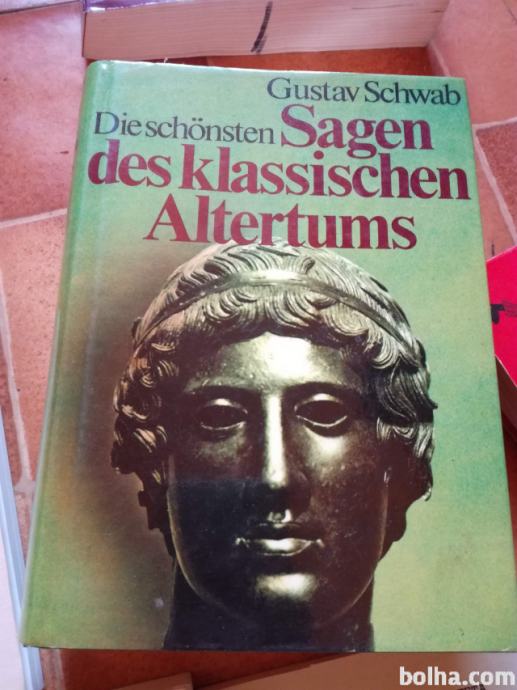 Gustav Schwab
Die schönsten Sagen
des klassischen
Altertums
bolha.com